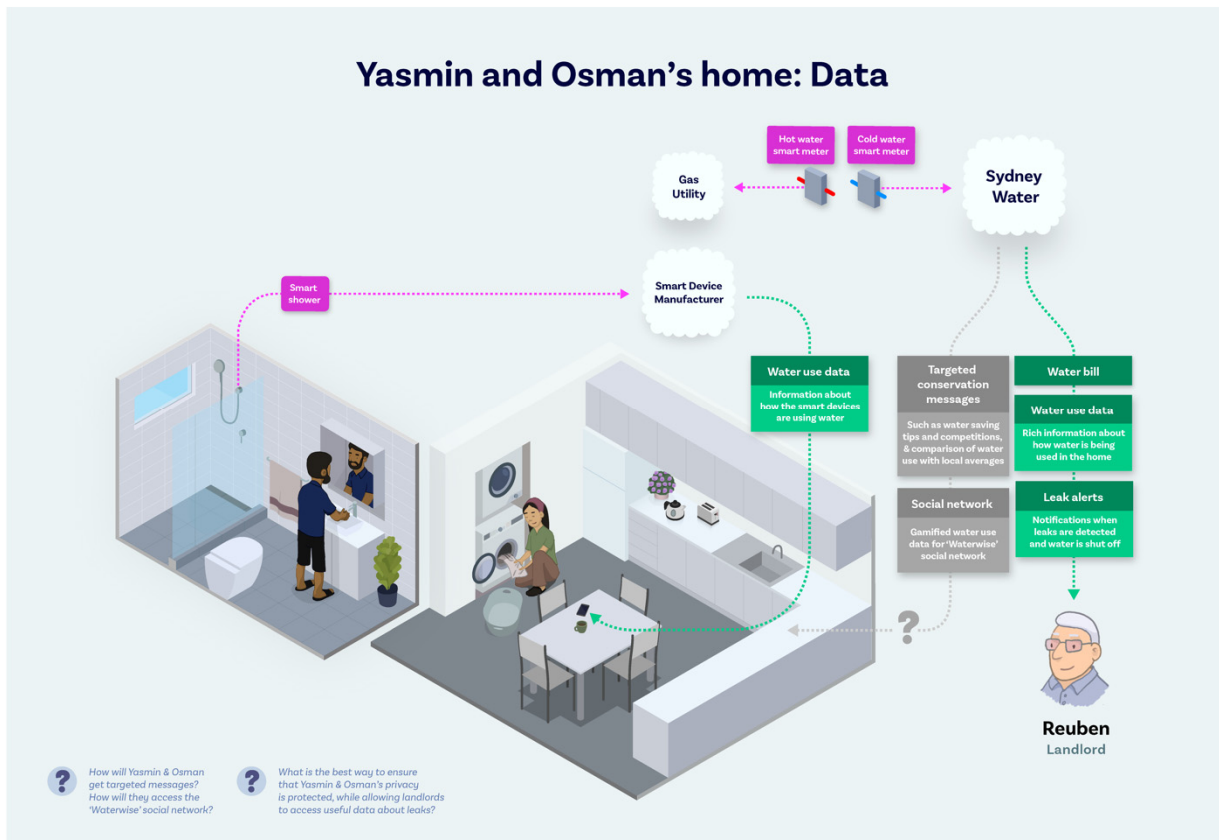 Yasmin and Osman's home: Data
Hot water
smart meter
Cold water
smart meter
Gas
Utility
Sydney
Water
Smart
shower
Smart Device
Manufacturer
Water use data
Information about
how the smart devices
are using water
Targeted
conservation
messages
Such as water saving
tips and competitions,
& comparison of water
use with local averages
Social network
Gamified water use
data for ‘Waterwise’
social network
Water bill
Water use data
Rich information about
how water is being
used in the home
Leak alerts
Notifications when
leaks are detected
and water is shut off
?
Reuben
Landlord
?
How will Yasmin & Osman
get targeted messages?
How will they access the
‘Waterwise’ social network?
?
What is the best way to ensure
that Yasmin & Osman's privacy
is protected, while allowing landlords
to access useful data about leaks?